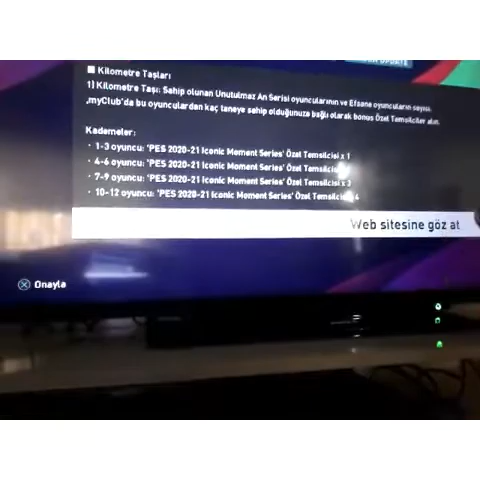 UPDATE
■ Kilometre Taşları
1) Kilometre Taşı: Sahip olunan Unutulmaz An Serisi oyuncularının ve Efsane oyuncuların sayısı.
myClub'da bu oyunculardan kaç taneye sahip olduğunuza bağlı olarak bonus Özel Temsilciler alın.
Kademeler:
· 1-3 oyuncu: 'PES 2020-21 Iconic Moment Series' Özel Temsilcisi x 1
· 4-6 oyuncu: 'PES 2020-21 Iconic Moment Series' Özel Temsilcisi
· 7-9 oyuncu: 'PES 2020-21 Iconic Moment Series' Özel Temsilcisi x 3
· 10-12 oyuncu: 'PES 2020-21 Iconic Moment Series' Özel Temsilcisi 4
Web sitesine göz at
Onayla